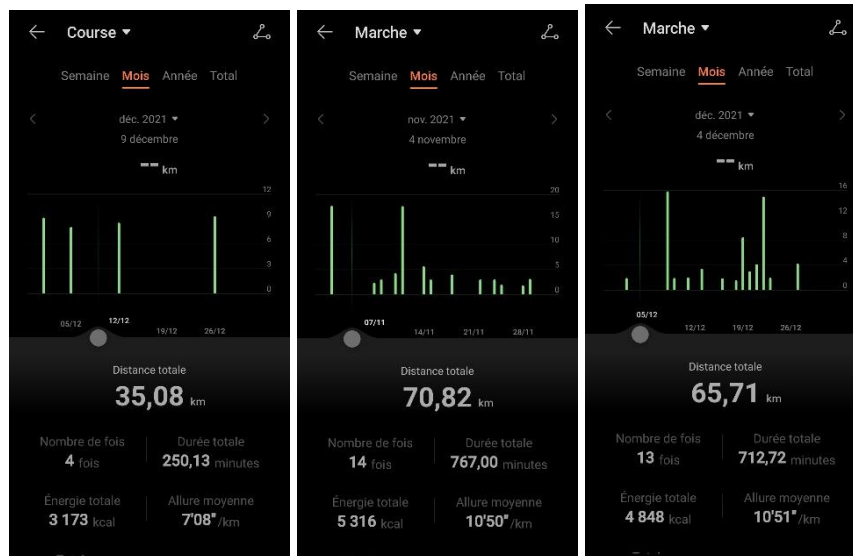 Course
Semaine Mois Année Total
déc. 2021
9 décembre
-- km
12
9
6
3
0
05/12 12/12 19/12 26/12
Distance totale
35,08 km
Nombre de fois Durée totale
4 fois 250,13 minutes
Énergie totale Allure moyenne
3 173 kcal 7'08" /km
Marche
Semaine Mois Année Total
nov. 2021
4 novembre
-- km
20
15
10
5
0
07/11 14/11 21/11 28/11
Distance totale
70,82 km
Nombre de fois Durée totale
14 fois 767,00 minutes
Énergie totale Allure moyenne
5 316 kcal 10'50" /km
Marche
Semaine Mois Année Total
déc. 2021
4 décembre
-- km
16
12
8
4
0
05/12 12/12 19/12 26/12
Distance totale
65,71 km
Nombre de fois Durée totale
13 fois 712,72 minutes
Énergie totale Allure moyenne
4 848 kcal 10'51" /km